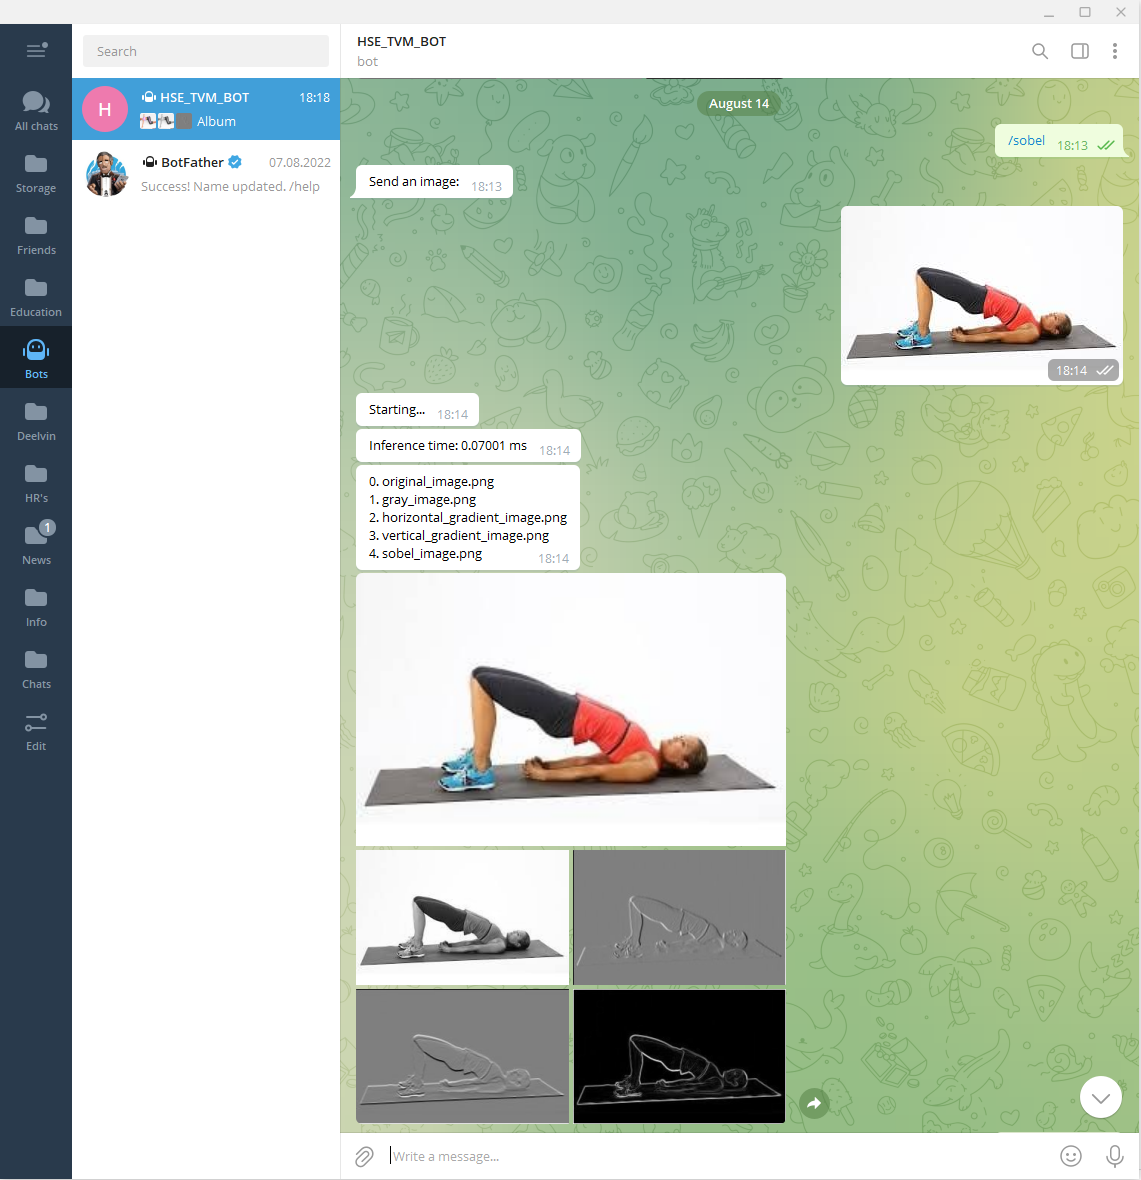 Search
HSE_TVM_BOT
bot
All chats
Storage
Friends
Education
Bots
Deelvin
HR's
1
News
Info
Chats
Edit
H
HSE_TVM_BOT 18:18
Album
BotFather 07.08.2022
Success! Name updated. /help
August 14
/sobel 18:13
Send an image: 18:13
18:14
Starting... 18:14
Inference time: 0.07001 ms 18:14
0. original_image.png
1. gray_image.png
2. horizontal_gradient_image.png
3. vertical_gradient_image.png
4. sobel_image.png 18:14
Write a message...